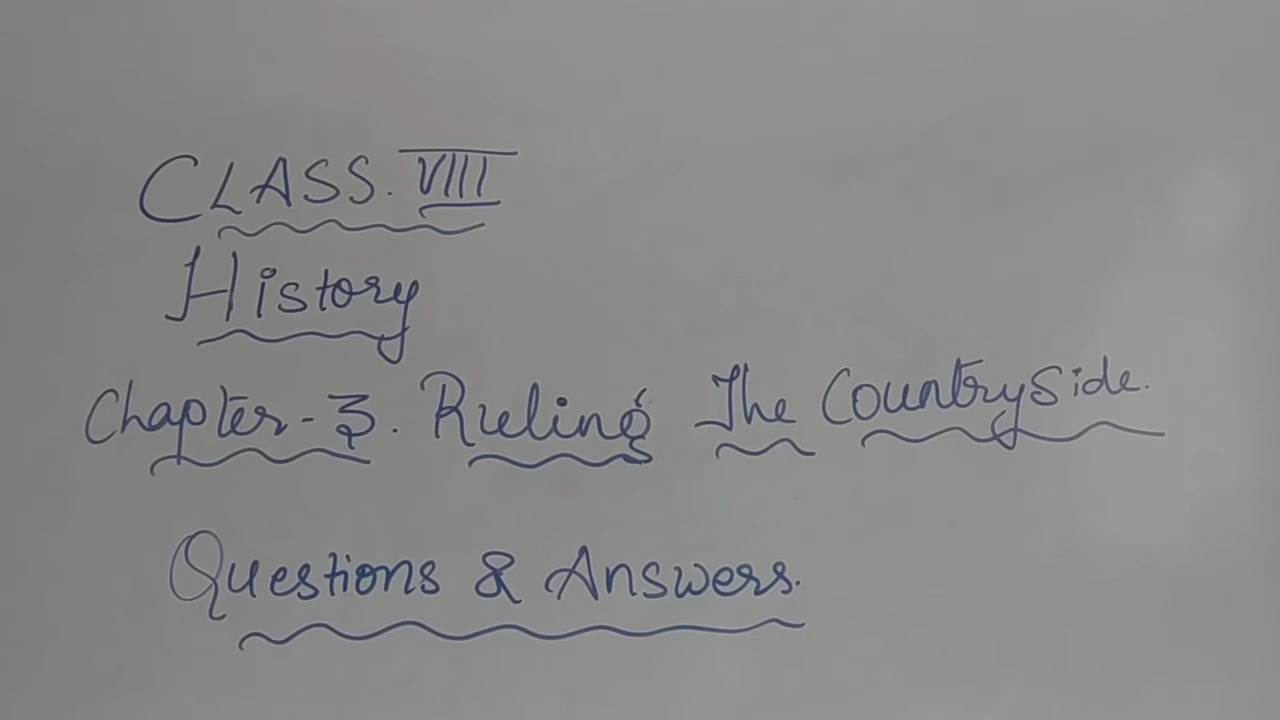 CLASS. VIII
History
Chapter-3. Ruling The CountrySide.
Questions & Answers.